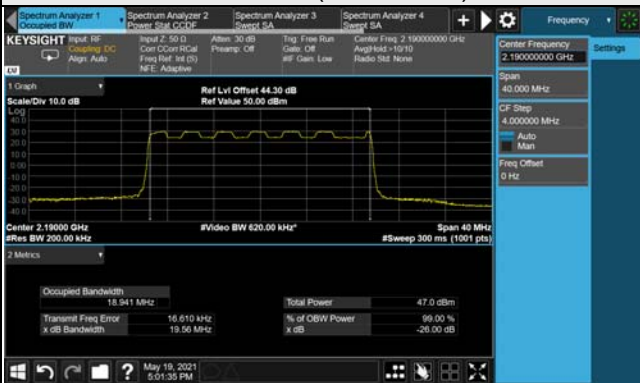 Spectrum Analyzer 1
Occupied BW
Spectrum Analyzer 2
Power Stat CCDF
Spectrum Analyzer 3
Swept SA
Spectrum Analyzer 4
Swept SA
Frequency
KEYSIGHT
Input: RF
Coupling: DC
Align: Auto
Input Z: 50 Ω
Corr CCorr RCal
Freq Ref: Int (S)
NFE: Adaptive
Atten: 30 dB
Preamp: Off
Trig: Free Run
Gate: Off
#IF Gain: Low
Center Freq: 2.190000000 GHz
Avg|Hold:>10/10
Radio Std: None
Center Frequency
2.190000000 GHz
Settings
Span
40.000 MHz
CF Step
4.000000 MHz
Auto
Man
Freq Offset
0 Hz
1 Graph
Scale/Div 10.0 dB
Ref Lvl Offset 44.30 dB
Ref Value 50.00 dBm
Log
40.0
30.0
20.0
10.0
0.00
-10.0
-20.0
-30.0
-40.0
Center 2.19000 GHz
#Res BW 200.00 kHz
#Video BW 620.00 kHz*
Span 40 MHz
#Sweep 300 ms (1001 pts)
2 Metrics
Occupied Bandwidth
18.941 MHz
Total Power
47.0 dBm
Transmit Freq Error
16.610 kHz
% of OBW Power
99.00 %
x dB Bandwidth
19.56 MHz
x dB
-26.00 dB
May 19, 2021
5:01:35 PM